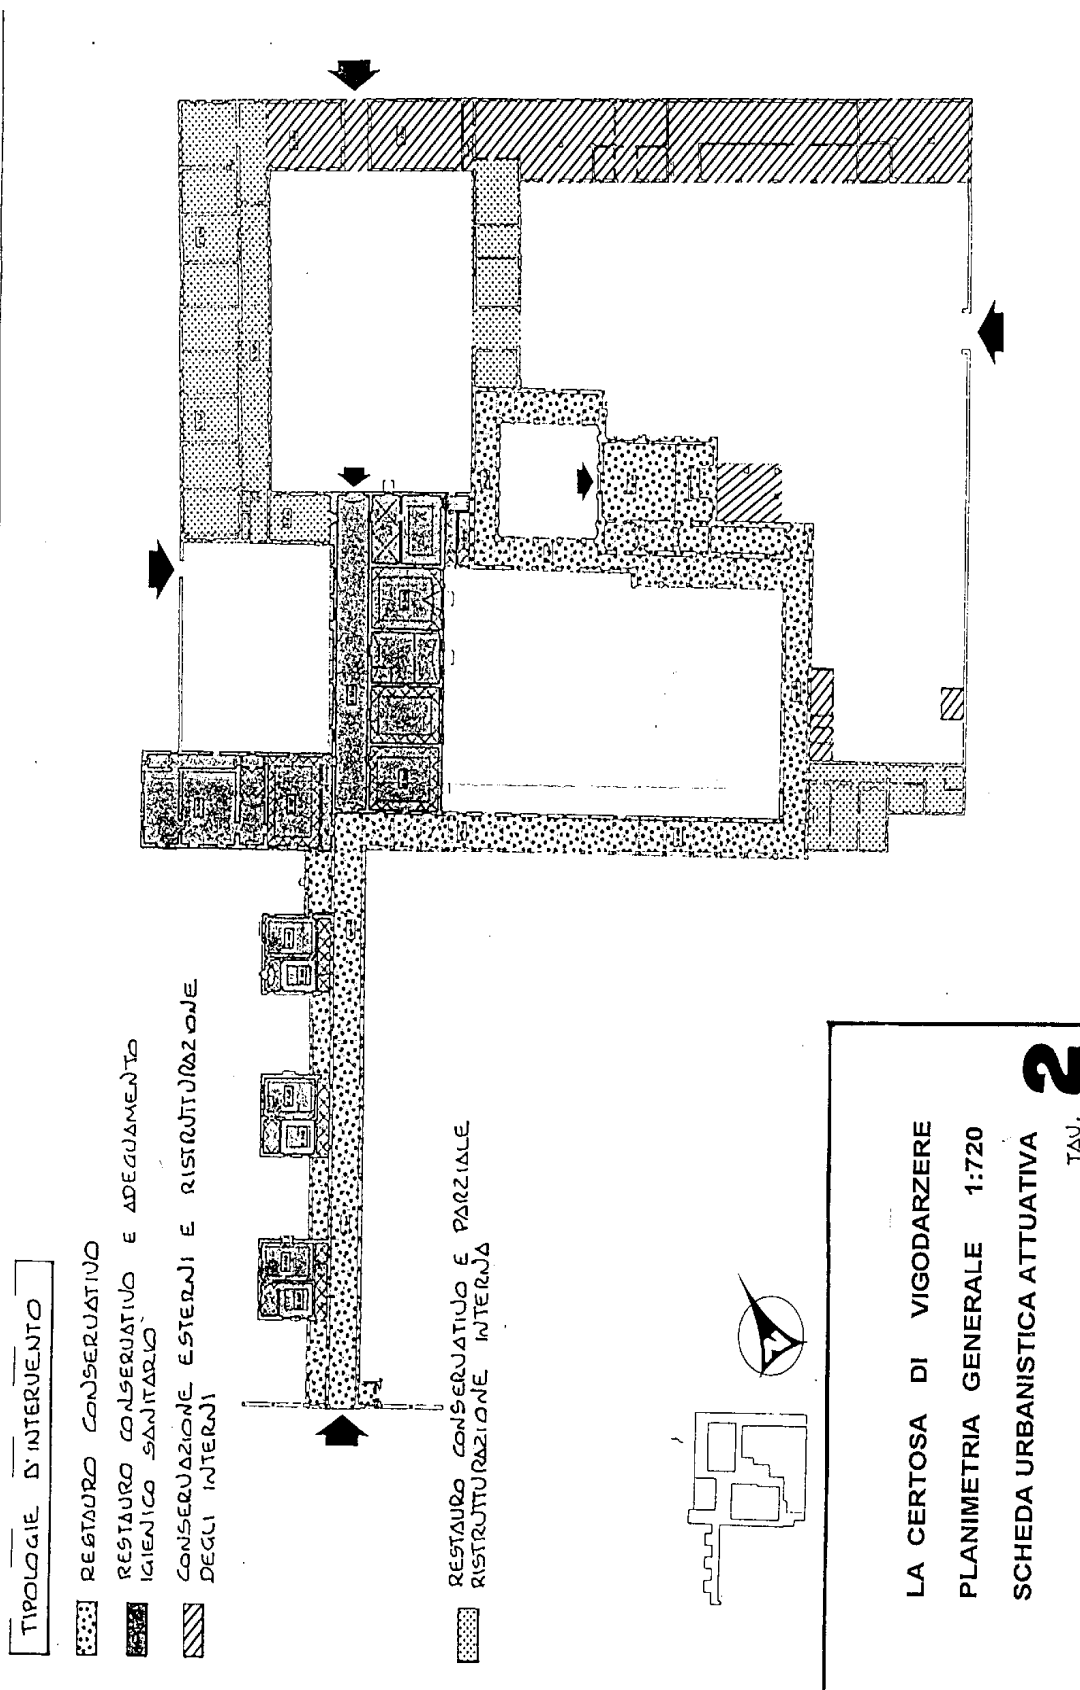 TIPOLOGIE D'INTERVENTO
RESTAURO CONSERVATIVO
RESTAURO CONSERVATIVO E ADEGUAMENTO
IGIENICO SANITARIO
CONSERVAZIONE ESTERNI E RISTRUTTURAZIONE
DEGLI INTERNI
RESTAURO CONSERVATIVO E PARZIALE
RISTRUTTURAZIONE INTERNA
N
LA CERTOSA DI VIGODARZERE
PLANIMETRIA GENERALE 1:720
SCHEDA URBANISTICA ATTUATIVA
TAV. 2